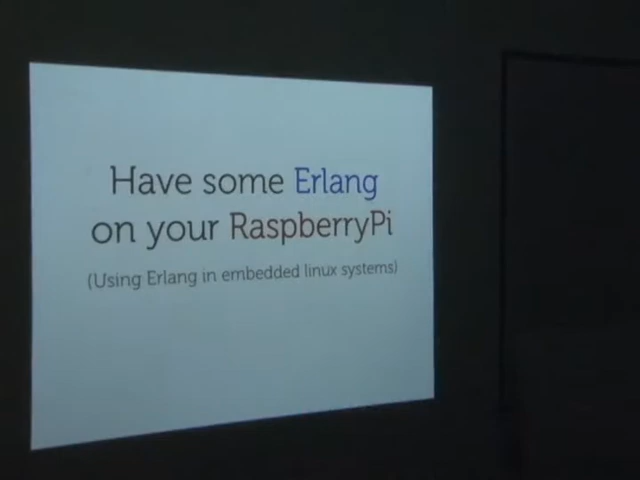 Have some Erlang
on your RaspberryPi
(Using Erlang in embedded linux systems)